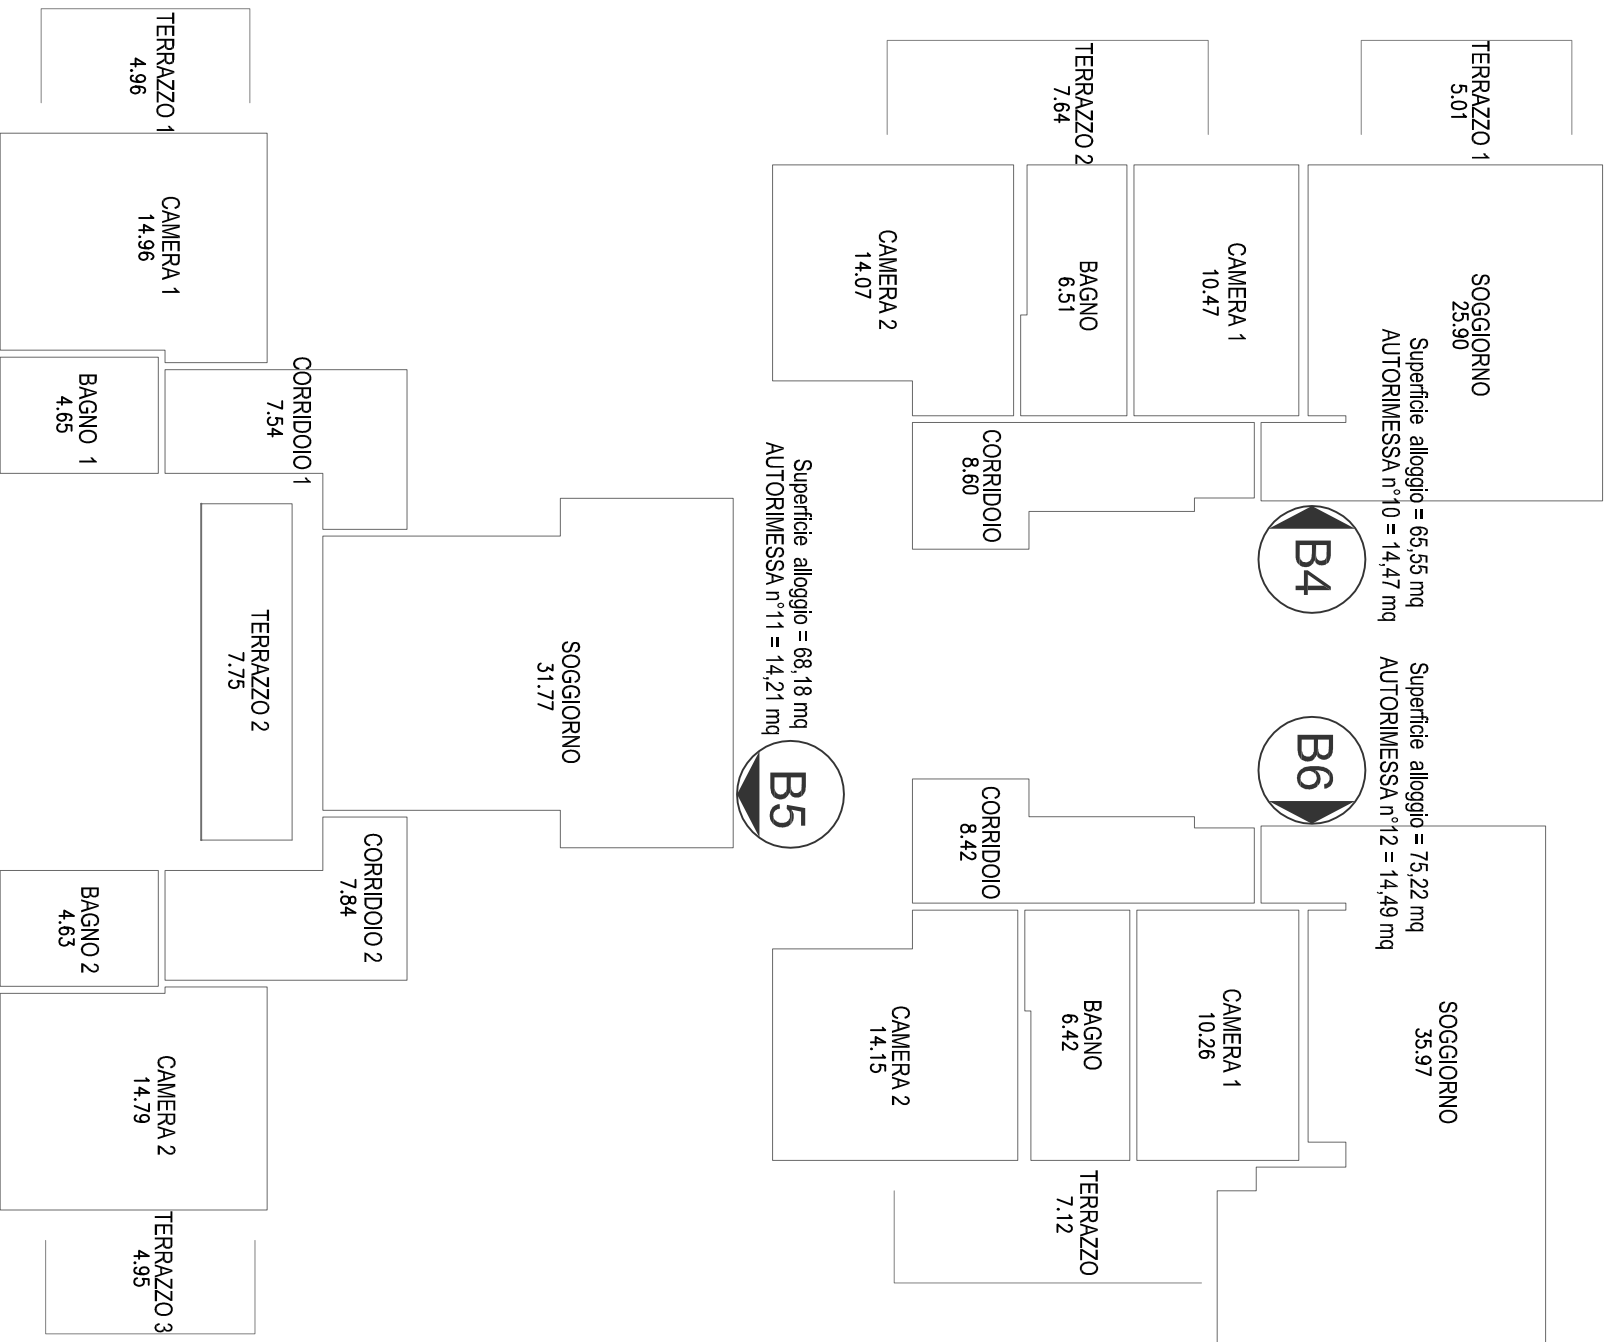 TERRAZZO 1
5.01
SOGGIORNO
25.90
Superficie alloggio = 65,55 mq
AUTORIMESSA n°10 = 14,47 mq
B4
CAMERA 1
10.47
TERRAZZO 2
7.64
BAGNO
6.51
CAMERA 2
14.07
CORRIDOIO
8.60
Superficie alloggio = 75,22 mq
AUTORIMESSA n°12 = 14,49 mq
B6
SOGGIORNO
35.97
CAMERA 1
10.26
BAGNO
6.42
TERRAZZO
7.12
CORRIDOIO
8.42
CAMERA 2
14.15
Superficie alloggio = 68,18 mq
AUTORIMESSA n°11 = 14,21 mq
B5
SOGGIORNO
31.77
CORRIDOIO 1
7.54
TERRAZZO 2
7.75
CORRIDOIO 2
7.84
TERRAZZO 1
4.96
CAMERA 1
14.96
BAGNO 1
4.65
BAGNO 2
4.63
CAMERA 2
14.79
TERRAZZO 3
4.95